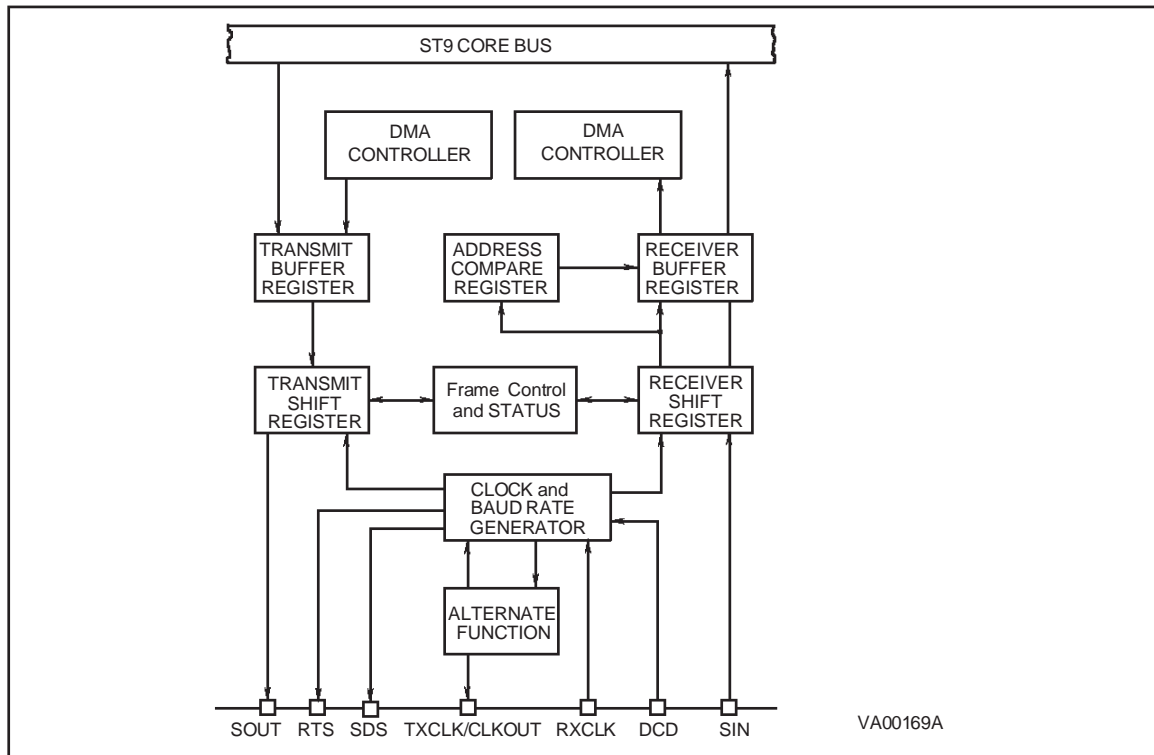 ST9 CORE BUS
DMA
CONTROLLER
DMA
CONTROLLER
TRANSMIT
BUFFER
REGISTER
ADDRESS
COMPARE
REGISTER
RECEIVER
BUFFER
REGISTER
TRANSMIT
SHIFT
REGISTER
Frame Control
and STATUS
RECEIVER
SHIFT
REGISTER
CLOCK and
BAUD RATE
GENERATOR
ALTERNATE
FUNCTION
SOUT RTS SDS TXCLK/CLKOUT RXCLK DCD SIN
VA00169A